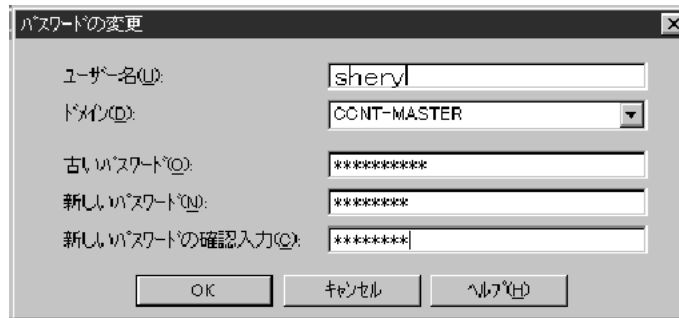 パスワードの変更
ユーザー名(U): sheryl
ドメイン(D): CCNT-MASTER
古いパスワード(O): **********
新しいパスワード(N): ********
新しいパスワードの確認入力(C): ********
OK キャンセル ヘルプ(H)